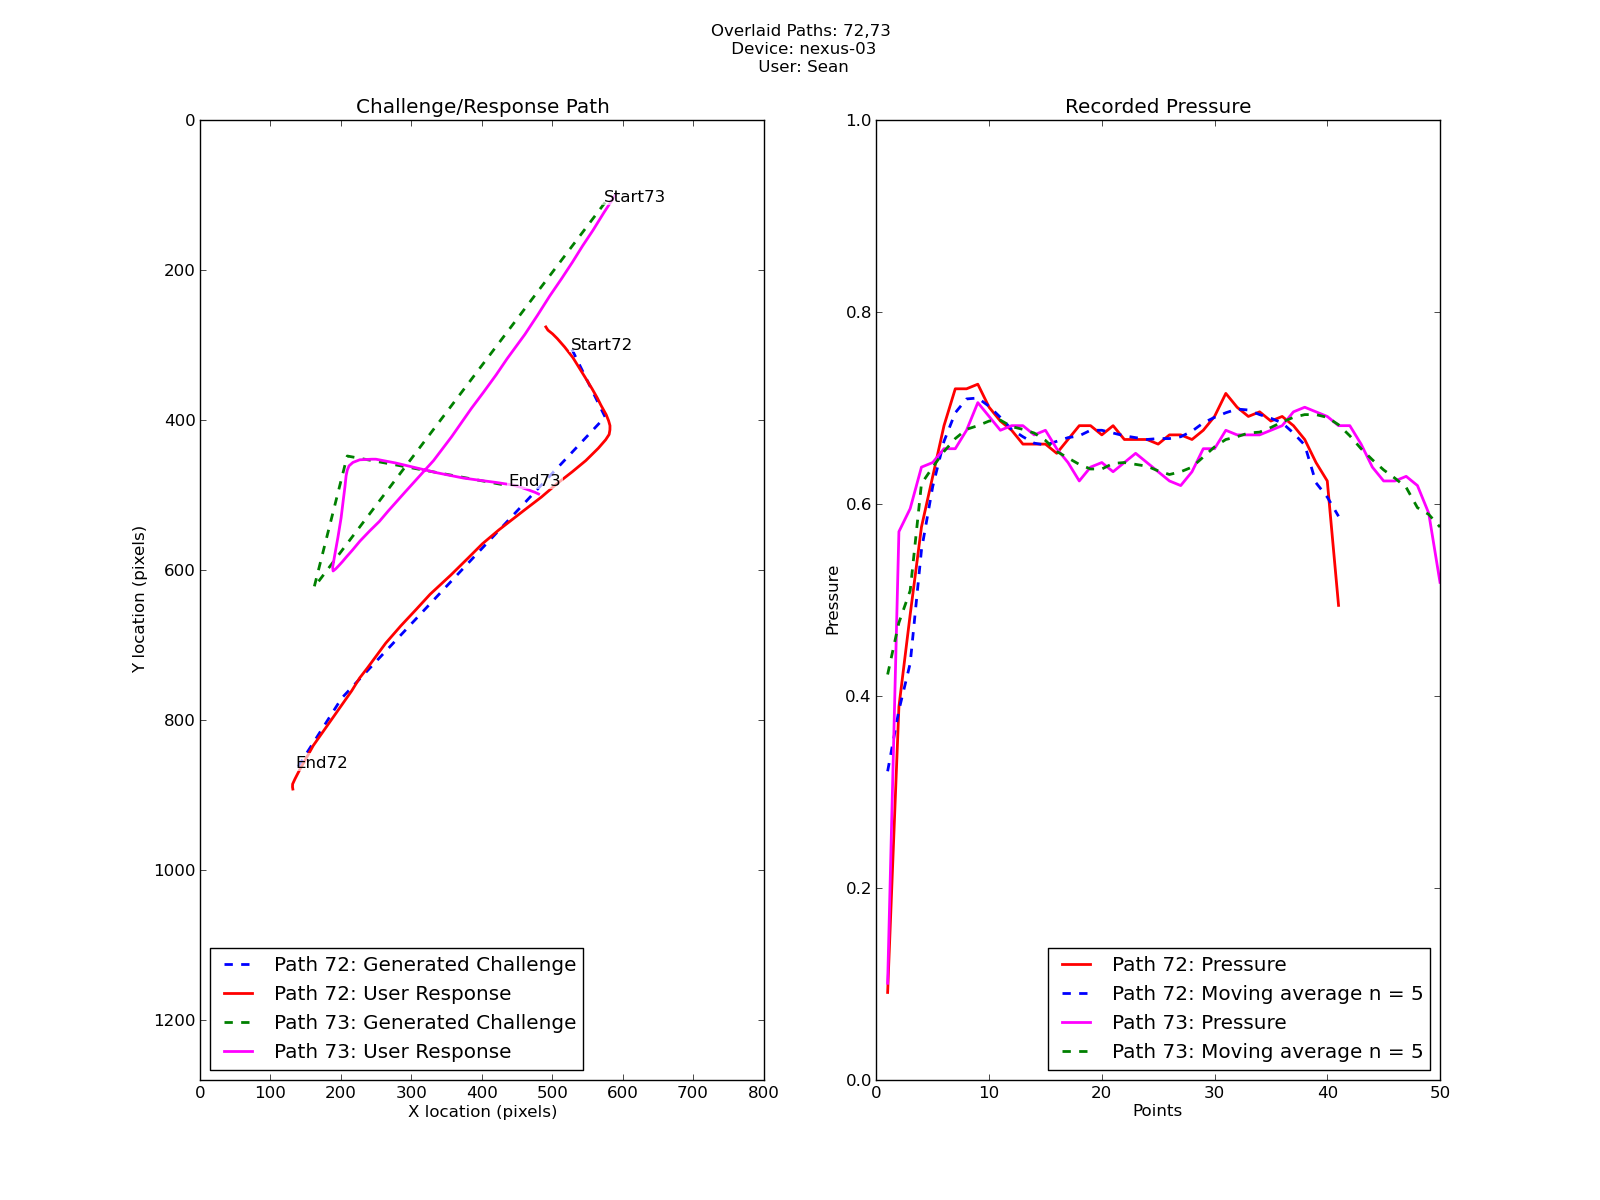 Overlaid Paths: 72,73
Device: nexus-03
User: Sean
Challenge/Response Path
0
200
400
600
800
1000
1200
Y location (pixels)
Start73
Start72
End73
End72
Path 72: Generated Challenge
Path 72: User Response
Path 73: Generated Challenge
Path 73: User Response
0 100 200 300 400 500 600 700 800
X location (pixels)
Recorded Pressure
1.0
0.8
0.6
0.4
0.2
0.0
Pressure
Path 72: Pressure
Path 72: Moving average n = 5
Path 73: Pressure
Path 73: Moving average n = 5
0 10 20 30 40 50
Points